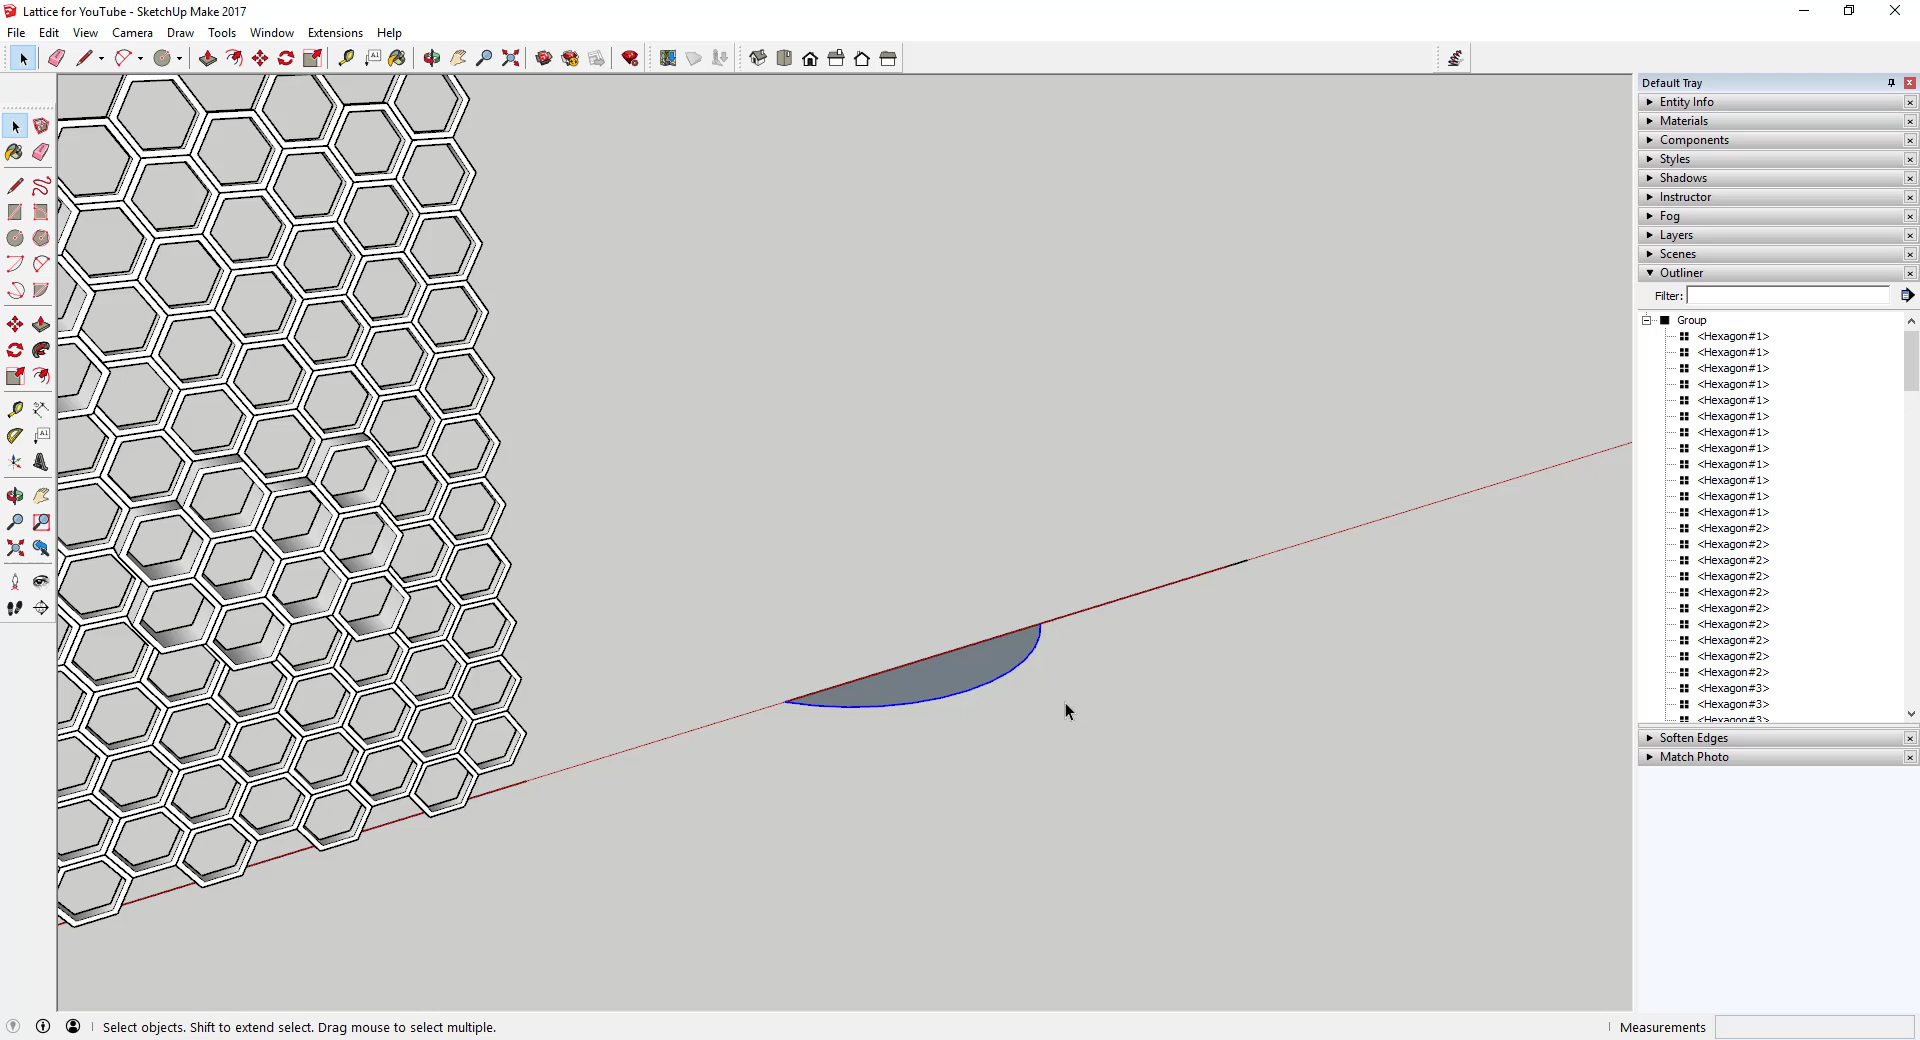 Lattice for YouTube - SketchUp Make 2017
File Edit View Camera Draw Tools Window Extensions Help
A1
Default Tray
Entity Info
Materials
Components
Styles
Shadows
Instructor
Fog
Layers
Scenes
Outliner
Filter:
Group
<Hexagon#1>
<Hexagon#1>
<Hexagon#1>
<Hexagon#1>
<Hexagon#1>
<Hexagon#1>
<Hexagon#1>
<Hexagon#1>
<Hexagon#1>
<Hexagon#1>
<Hexagon#1>
<Hexagon#1>
<Hexagon#2>
<Hexagon#2>
<Hexagon#2>
<Hexagon#2>
<Hexagon#2>
<Hexagon#2>
<Hexagon#2>
<Hexagon#2>
<Hexagon#2>
<Hexagon#2>
<Hexagon#3>
<Hexagon#3>
<Hexagon#3>
A1
Soften Edges
Match Photo
Select objects. Shift to extend select. Drag mouse to select multiple.
Measurements